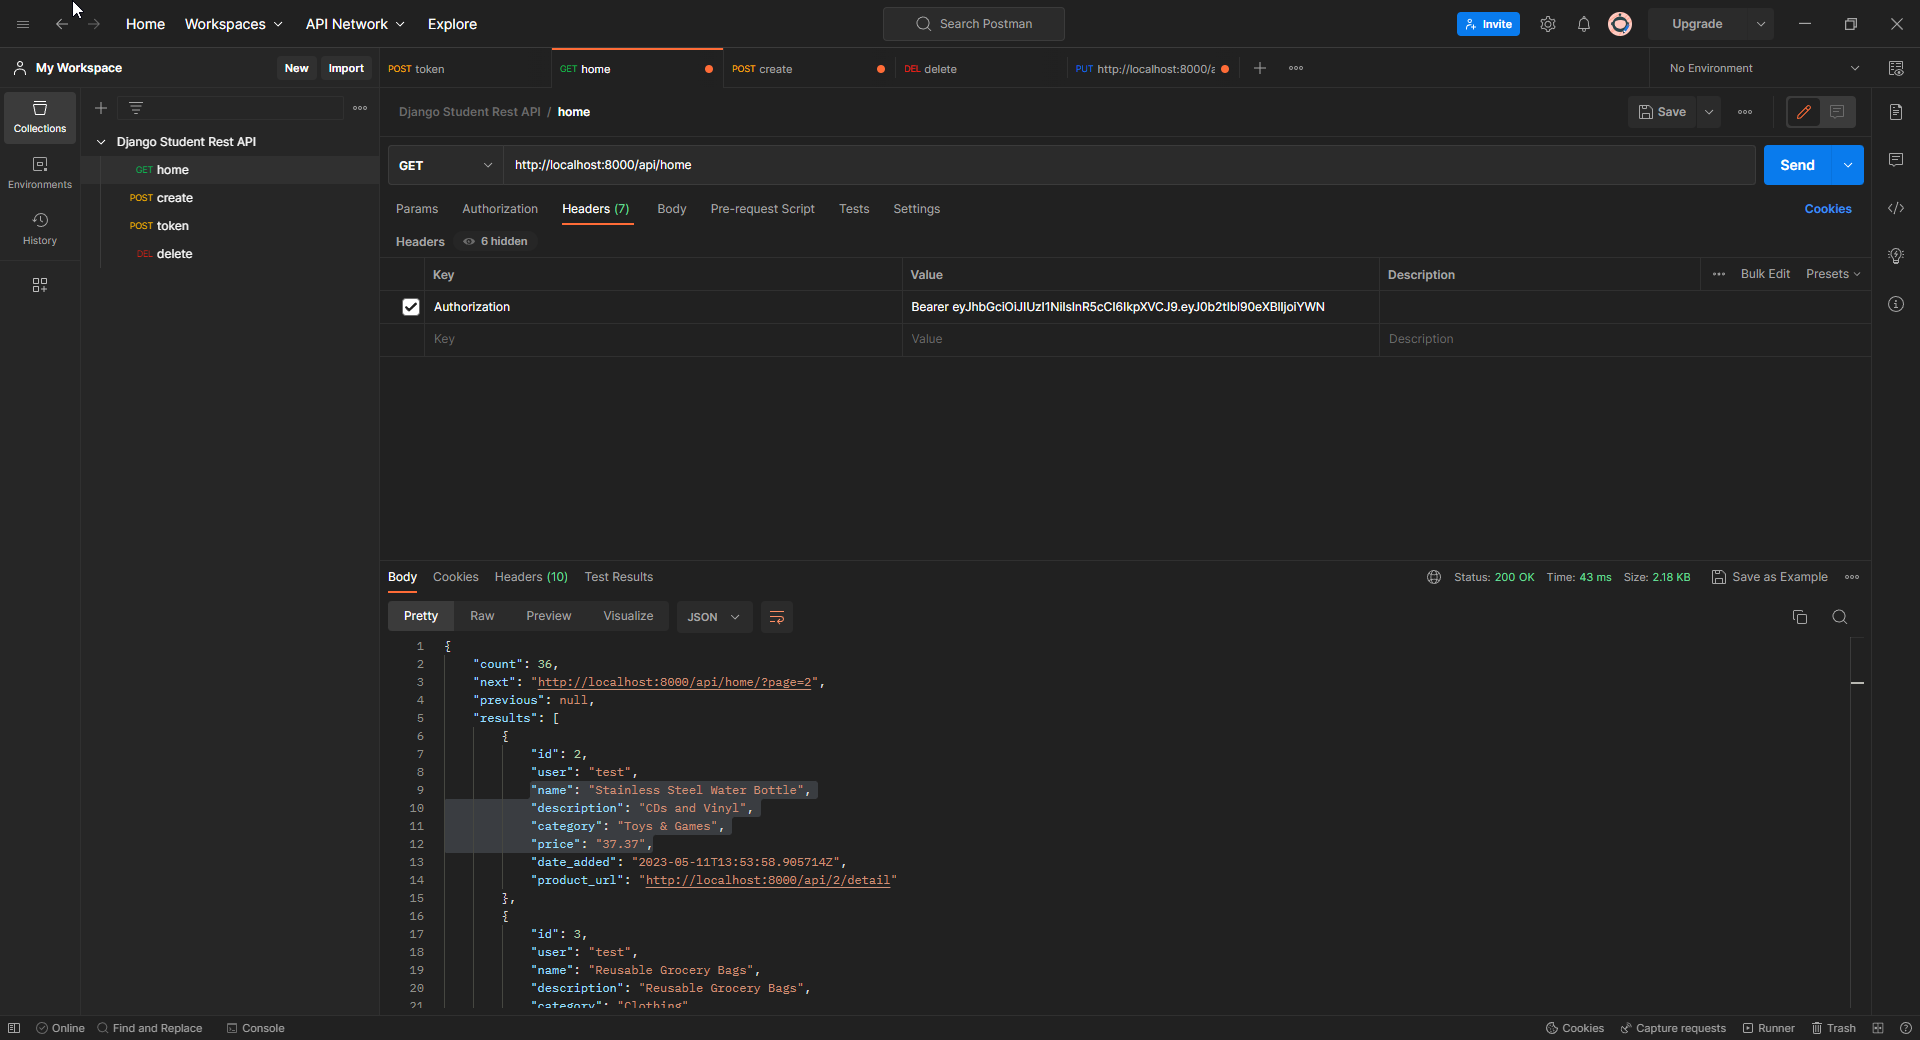 Home Workspaces API Network Explore Search Postman Invite Upgrade
My Workspace New Import POST token GET home POST create DEL delete PUT http://localhost:8000/a No Environment
Collections
Environments
History
Django Student Rest API
GET home
POST create
POST token
DEL delete
Django Student Rest API / home Save
GET http://localhost:8000/api/home Send
Params Authorization Headers (7) Body Pre-request Script Tests Settings Cookies
Headers 6 hidden
Key Value Description Bulk Edit Presets
Authorization Bearer eyJhbGciOiJIUzI1NiIsInR5cCI6IkpXVCJ9.eyJ0b2tlbl90eXBlIjoiYWN
Key Value Description
Body Cookies Headers (10) Test Results Status: 200 OK Time: 43 ms Size: 2.18 KB Save as Example
Pretty Raw Preview Visualize JSON
1 {
2 "count": 36,
3 "next": "http://localhost:8000/api/home/?page=2",
4 "previous": null,
5 "results": [
6 {
7 "id": 2,
8 "user": "test",
9 "name": "Stainless Steel Water Bottle",
10 "description": "CDs and Vinyl",
11 "category": "Toys & Games",
12 "price": "37.37",
13 "date_added": "2023-05-11T13:53:58.905714Z",
14 "product_url": "http://localhost:8000/api/2/detail"
15 },
16 {
17 "id": 3,
18 "user": "test",
19 "name": "Reusable Grocery Bags",
20 "description": "Reusable Grocery Bags",
21 "category": "Clothing"
Online Find and Replace Console Cookies Capture requests Runner Trash